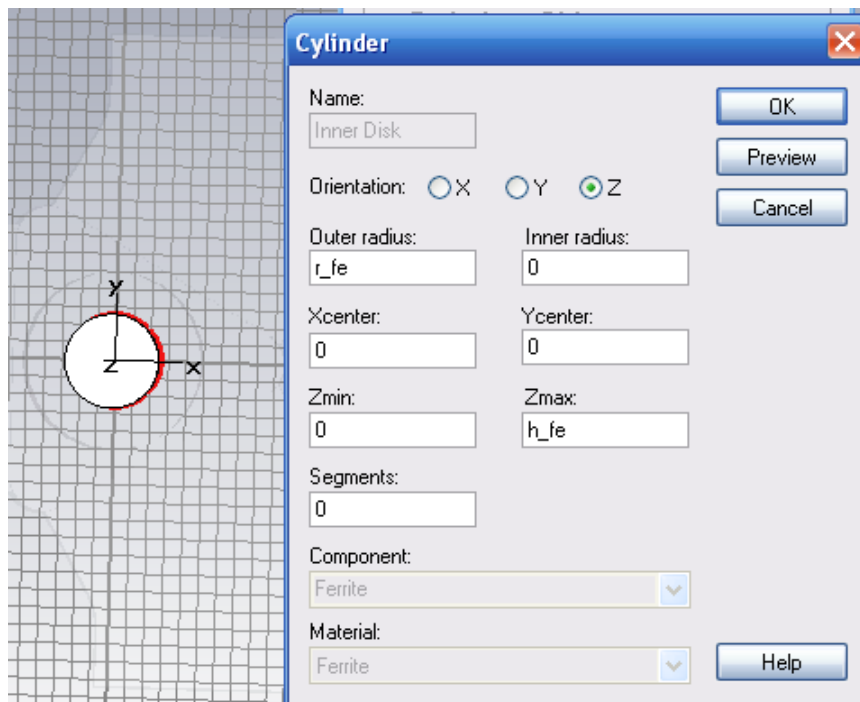 Cylinder
Name:
Inner Disk
OK
Preview
Orientation: X Y Z
Cancel
Outer radius: Inner radius:
r_fe 0
Xcenter: Ycenter:
0 0
Zmin: Zmax:
0 h_fe
Segments:
0
Component:
Ferrite
Material:
Ferrite
Help
y
z
x